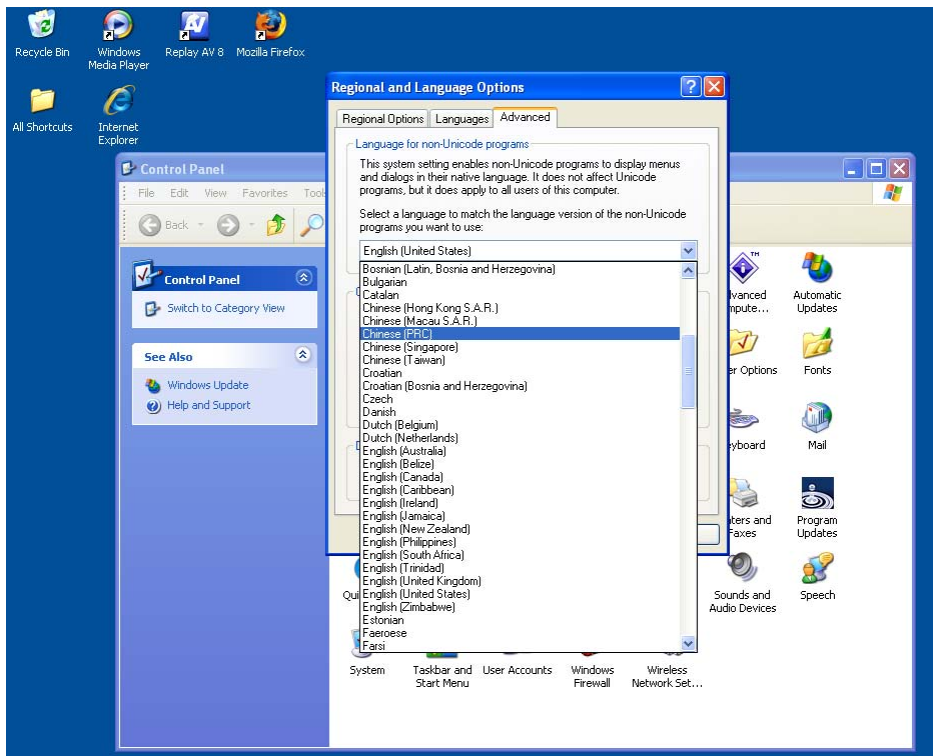 Recycle Bin
Windows
Media Player
Replay AV 8
Mozilla Firefox
All Shortcuts
Internet
Explorer
Control Panel
File Edit View Favorites
Back
Control Panel
Switch to Category View
See Also
Windows Update
Help and Support
Regional and Language Options
Regional Options
Languages
Advanced
Language for non-Unicode programs
This system setting enables non-Unicode programs to display menus
and dialogs in their native language. It does not affect Unicode
programs, but it does apply to all users of this computer.
Select a language to match the language version of the non-Unicode
programs you want to use:
English (United States)
Bosnian (Latin, Bosnia and Herzegovina)
Bulgarian
Catalan
Chinese (Hong Kong S.A.R.)
Chinese (Macau S.A.R.)
Chinese (PRC)
Chinese (Singapore)
Chinese (Taiwan)
Croatian
Croatian (Bosnia and Herzegovina)
Czech
Danish
Dutch (Belgium)
Dutch (Netherlands)
English (Australia)
English (Belize)
English (Canada)
English (Caribbean)
English (Ireland)
English (Jamaica)
English (New Zealand)
English (Philippines)
English (South Africa)
English (Trinidad)
English (United Kingdom)
English (United States)
English (Zimbabwe)
Estonian
Faeroese
Farsi
TM
Automatic
Updates
Options
Fonts
Mail
and
Faxes
Program
Updates
Sounds and
Audio Devices
Speech
System
Taskbar and
Start Menu
User Accounts
Windows
Firewall
Wireless
Network Set...